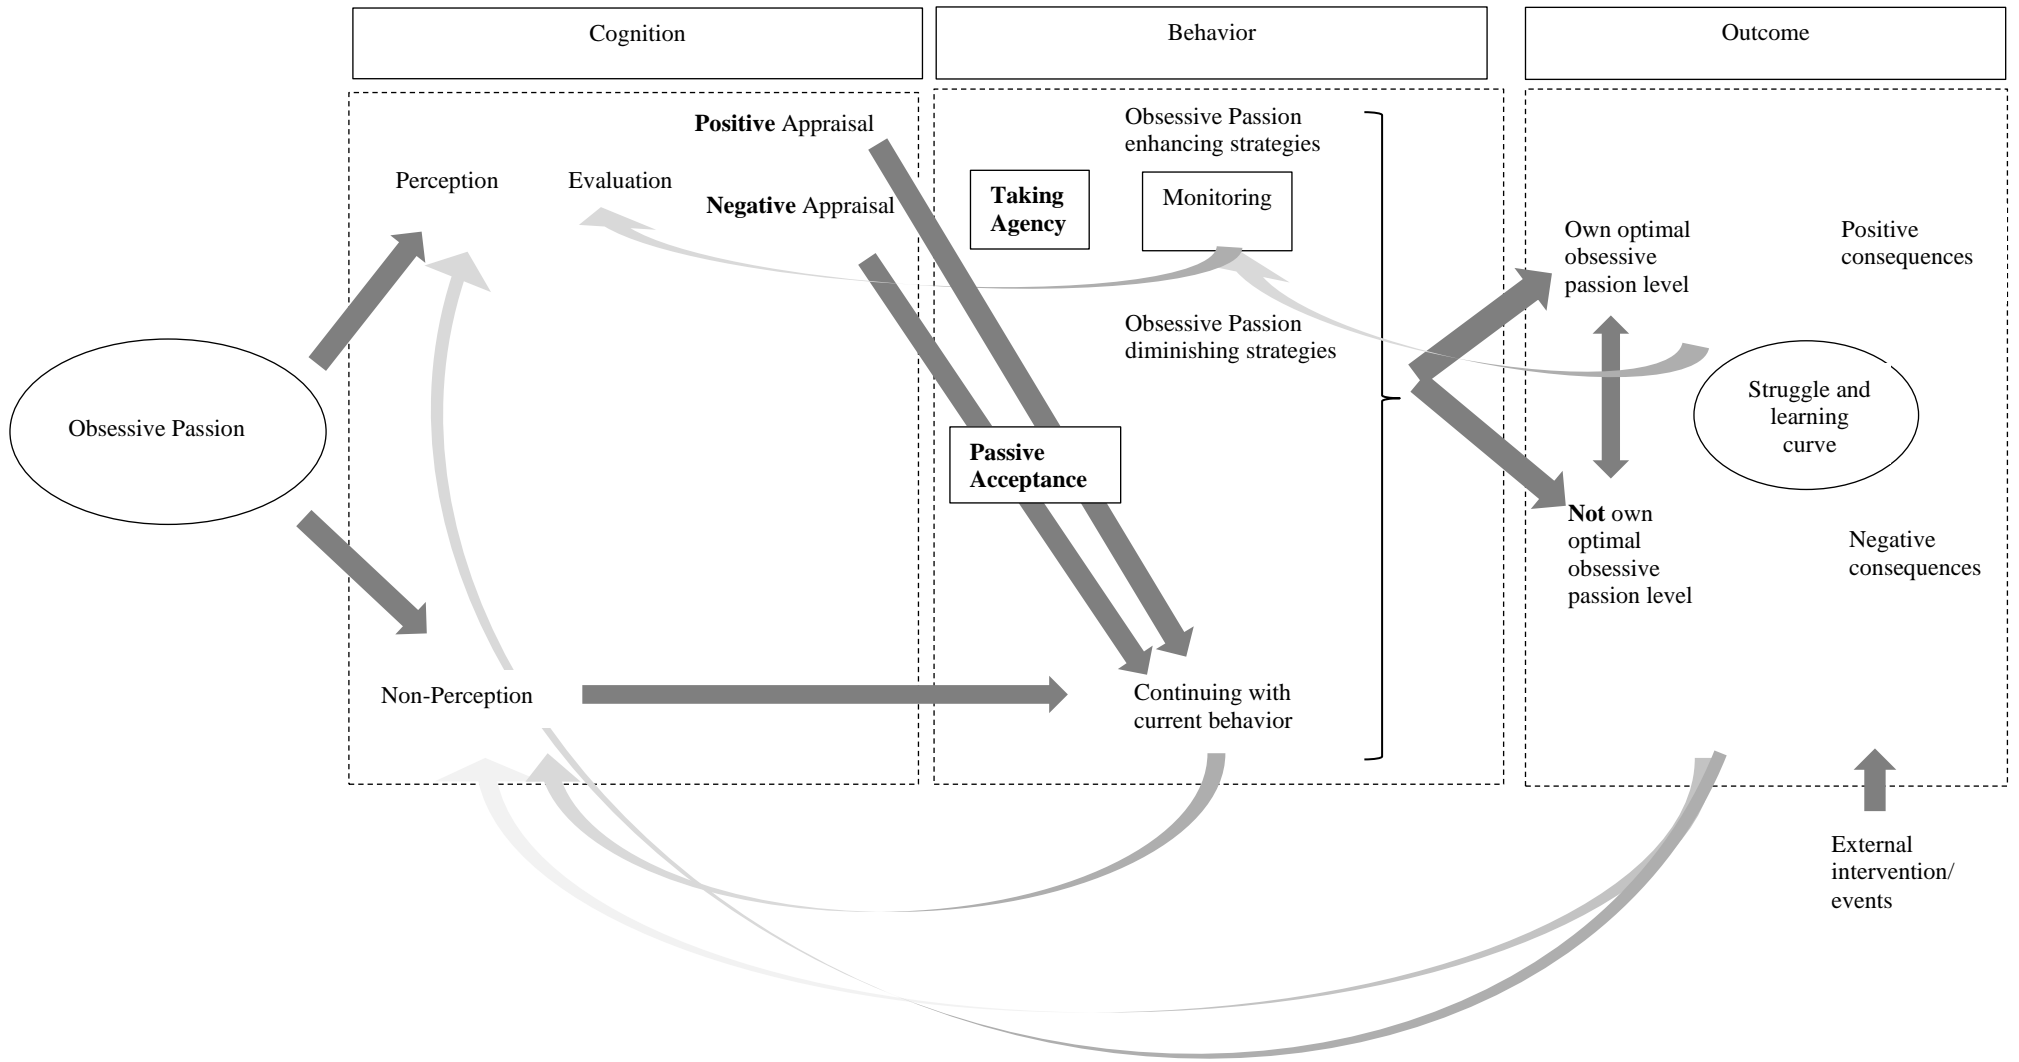 Cognition
Behavior
Outcome
Positive Appraisal
Perception
Evaluation
Negative Appraisal
Obsessive Passion
enhancing strategies
Taking
Agency
Monitoring
Obsessive Passion
diminishing strategies
Own optimal
obsessive
passion level
Positive
consequences
Obsessive Passion
Struggle and
learning
curve
Passive
Acceptance
Not own
optimal
obsessive
passion level
Negative
consequences
Non-Perception
Continuing with
current behavior
External
intervention/
events